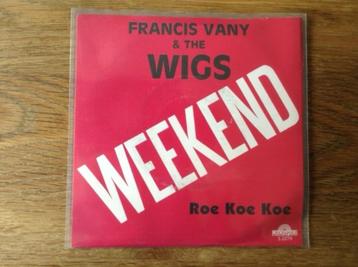 FRANCIS VANY
& THE
WIGS
WEEKEND
Roe Koe Koe